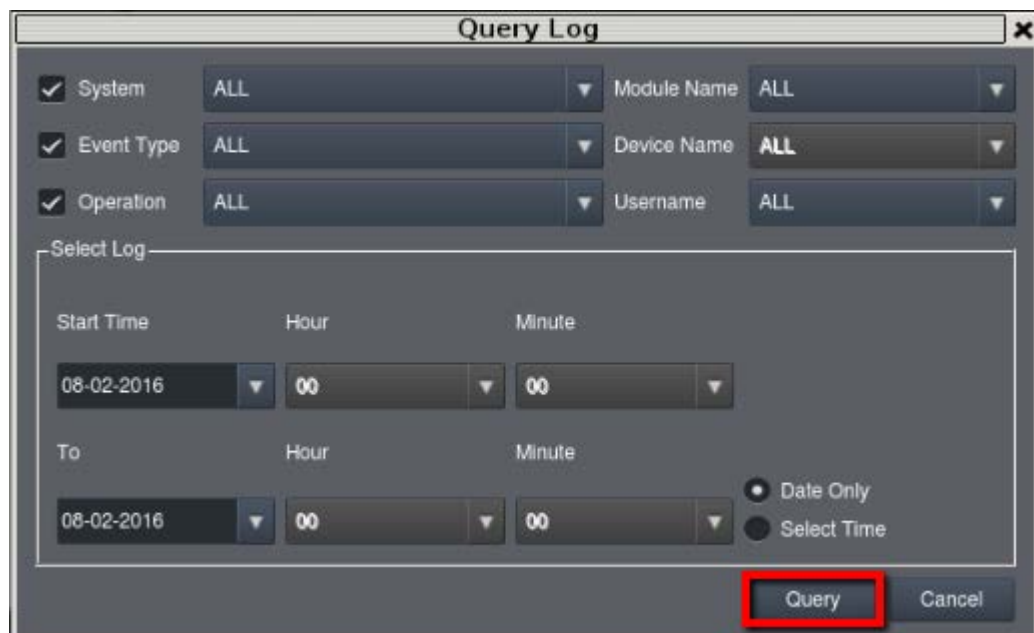 Query Log
System ALL Module Name ALL
Event Type ALL Device Name ALL
Operation ALL Username ALL
Select Log
Start Time Hour Minute
08-02-2016 00 00
To Hour Minute
08-02-2016 00 00
Date Only
Select Time
Query Cancel